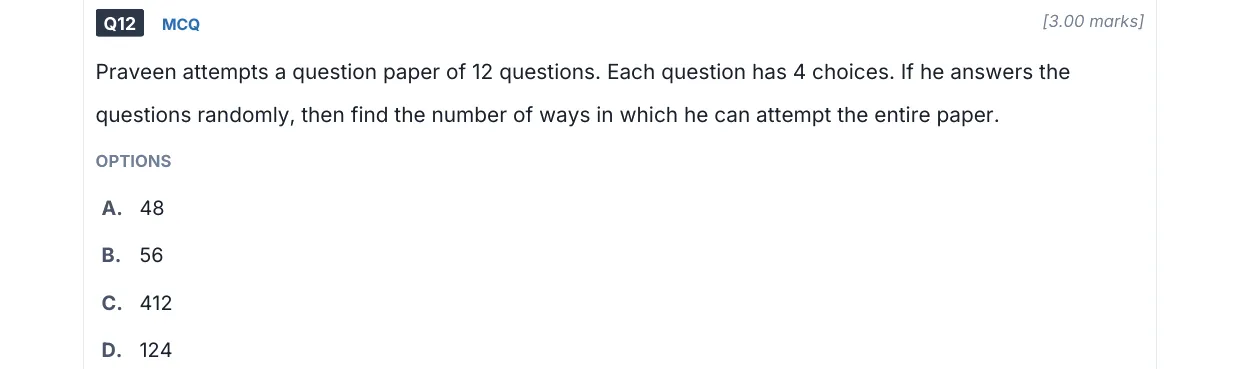 Q12 MCQ [3.00 marks]
Praveen attempts a question paper of 12 questions. Each question has 4 choices. If he answers the
questions randomly, then find the number of ways in which he can attempt the entire paper.
OPTIONS
A. 48
B. 56
C. 412
D. 124